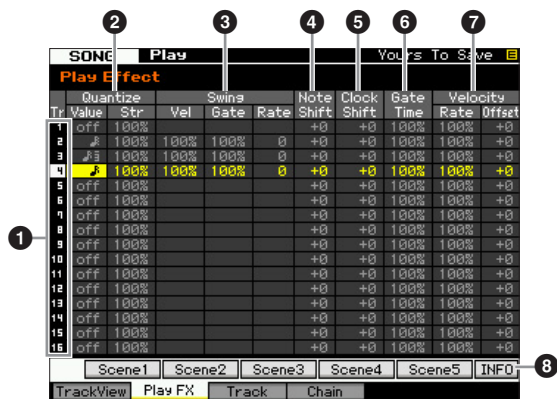 2 3 4 5 6 7
SONG Play Yours To Save
Play Effect
Quantize Swing Note Clock Gate Velocity
Tr Value Str Vel Gate Rate Shift Shift Time Rate Offset
1 off 100% +0 +0 100% 100% +0
2 100% 100% 100% 0 +0 +0 100% 100% +0
3 100% 100% 100% 0 +0 +0 100% 100% +0
4 100% 100% 100% 0 +0 +0 100% 100% +0
5 off 100% +0 +0 100% 100% +0
6 off 100% +0 +0 100% 100% +0
7 off 100% +0 +0 100% 100% +0
8 off 100% +0 +0 100% 100% +0
1
9 off 100% +0 +0 100% 100% +0
10 off 100% +0 +0 100% 100% +0
11 off 100% +0 +0 100% 100% +0
12 off 100% +0 +0 100% 100% +0
13 off 100% +0 +0 100% 100% +0
14 off 100% +0 +0 100% 100% +0
15 off 100% +0 +0 100% 100% +0
16 off 100% +0 +0 100% 100% +0
Scene1 Scene2 Scene3 Scene4 Scene5 INFO 8
TrackView Play FX Track Chain